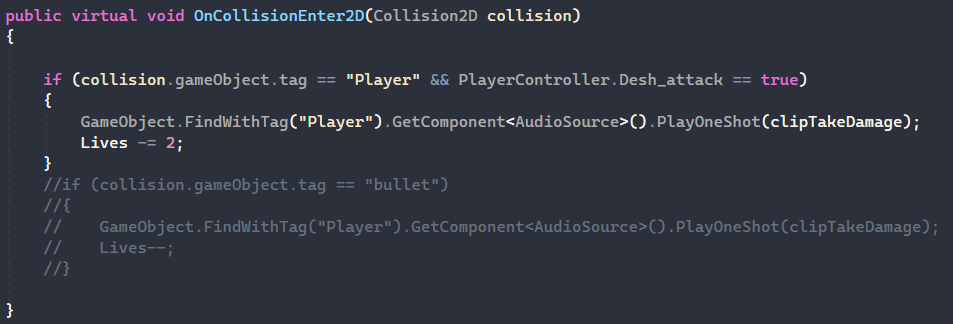 public virtual void OnCollisionEnter2D(Collision2D collision)
{
if (collision.gameObject.tag == "Player" && PlayerController.Desh_attack == true)
{
GameObject.FindWithTag("Player").GetComponent<AudioSource>().PlayOneShot(clipTakeDamage);
Lives -= 2;
}
//if (collision.gameObject.tag == "bullet")
//{
//    GameObject.FindWithTag("Player").GetComponent<AudioSource>().PlayOneShot(clipTakeDamage);
//    Lives--;
//}
}